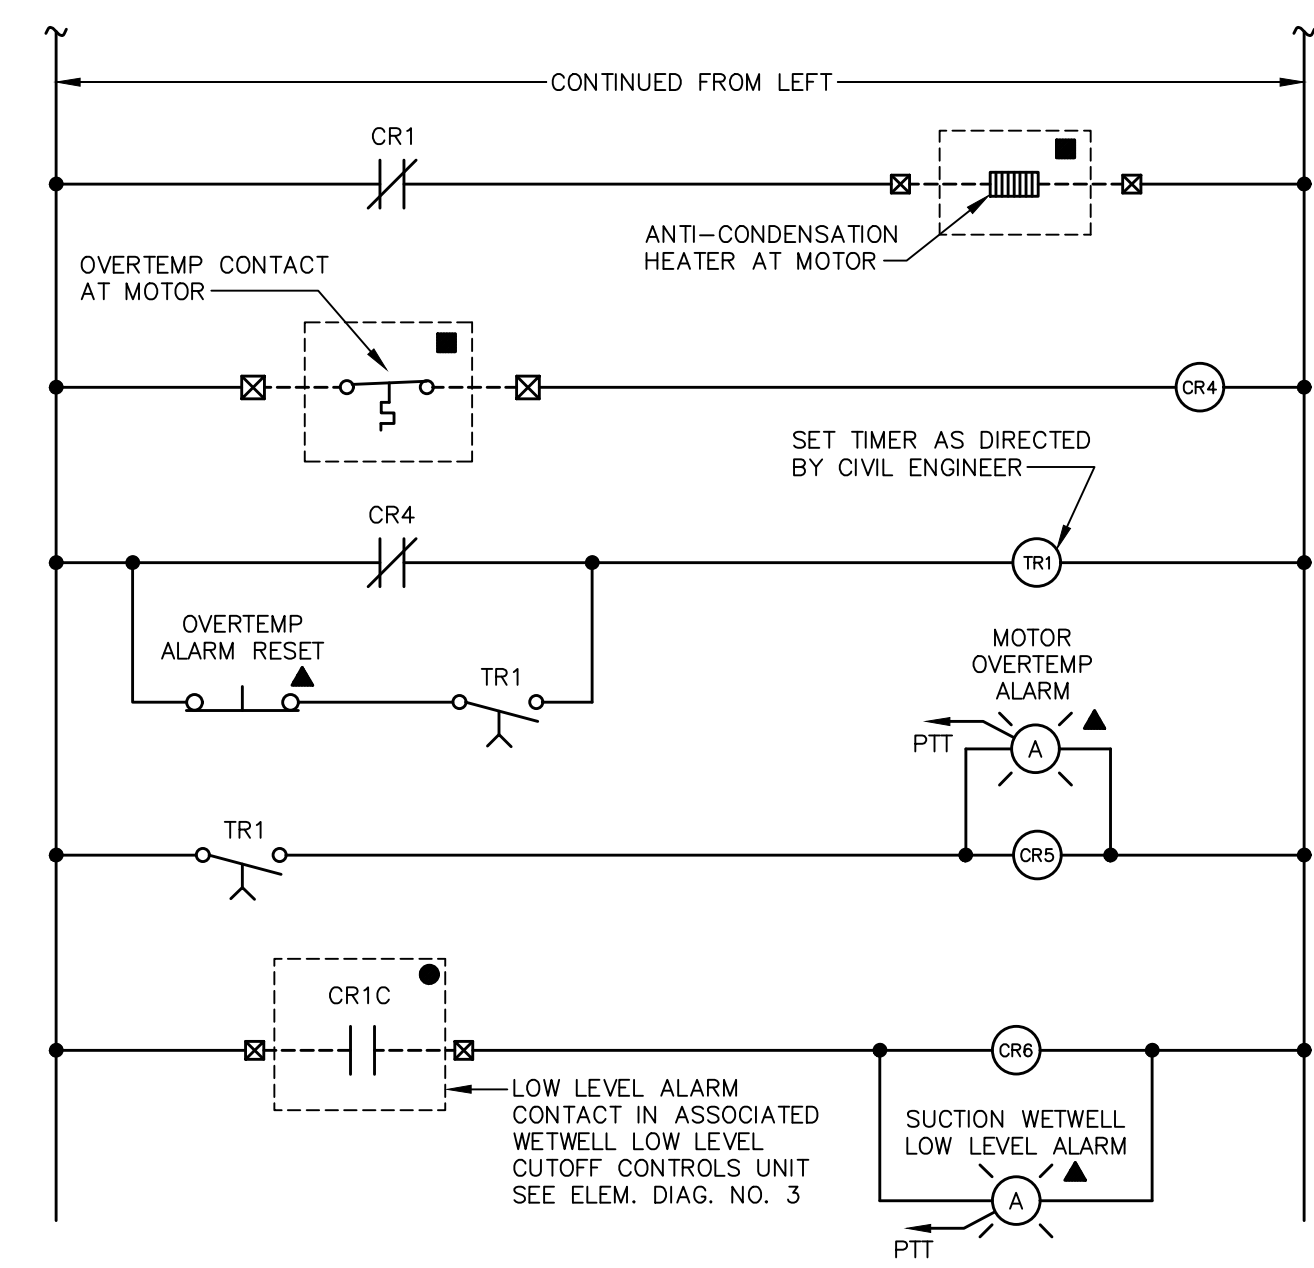 CONTINUED FROM LEFT
CR1
ANTI-CONDENSATION
HEATER AT MOTOR
OVERTEMP CONTACT
AT MOTOR
CR4
SET TIMER AS DIRECTED
BY CIVIL ENGINEER
CR4
TR1
OVERTEMP
ALARM RESET
TR1
MOTOR
OVERTEMP
ALARM
PTT
A
TR1
CR5
CR1C
CR6
LOW LEVEL ALARM
CONTACT IN ASSOCIATED
WETWELL LOW LEVEL
CUTOFF CONTROLS UNIT
SEE ELEM. DIAG. NO. 3
SUCTION WETWELL
LOW LEVEL ALARM
A
PTT